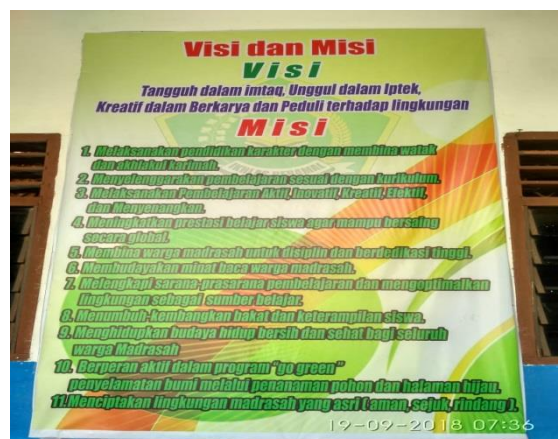 Visi dan Misi
Visi
Tangguh dalam imtaq, Unggul dalam Iptek,
Kreatif dalam Berkarya dan Peduli terhadap lingkungan
Misi
1. Melaksanakan pendidikan karakter dengan membina watak
dan akhlakul karimah.
2. Menyelenggarakan pembelajaran sesuai dengan kurikulum.
3. Melaksanakan Pembelajaran Aktif, Inovatif, Kreatif, Efektif,
dan Menyenangkan.
4. Meningkatkan prestasi belajar siswa agar mampu bersaing
secara global.
5. Membina warga madrasah untuk disiplin dan berdedikasi tinggi.
6. Membudayakan minat baca warga madrasah.
7. Melengkapi sarana-prasarana pembelajaran dan mengoptimalkan
lingkungan sebagai sumber belajar.
8. Menumbuh-kembangkan bakat dan keterampilan siswa.
9. Menghidupkan budaya hidup bersih dan sehat bagi seluruh
warga Madrasah
10. Berperan aktif dalam program "go green"
penyelamatan bumi melalui penanaman pohon dan halaman hijau.
11. Menciptakan lingkungan madrasah yang asri ( aman, sejuk, rindang ).
19-09-2018 07:36